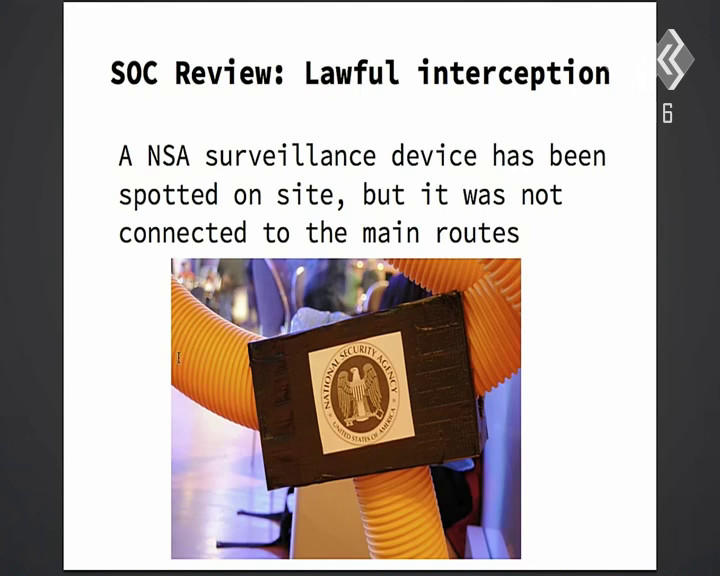 SOC Review: Lawful interception
6
A NSA surveillance device has been
spotted on site, but it was not
connected to the main routes
NATIONAL SECURITY AGENCY
UNITED STATES OF AMERICA